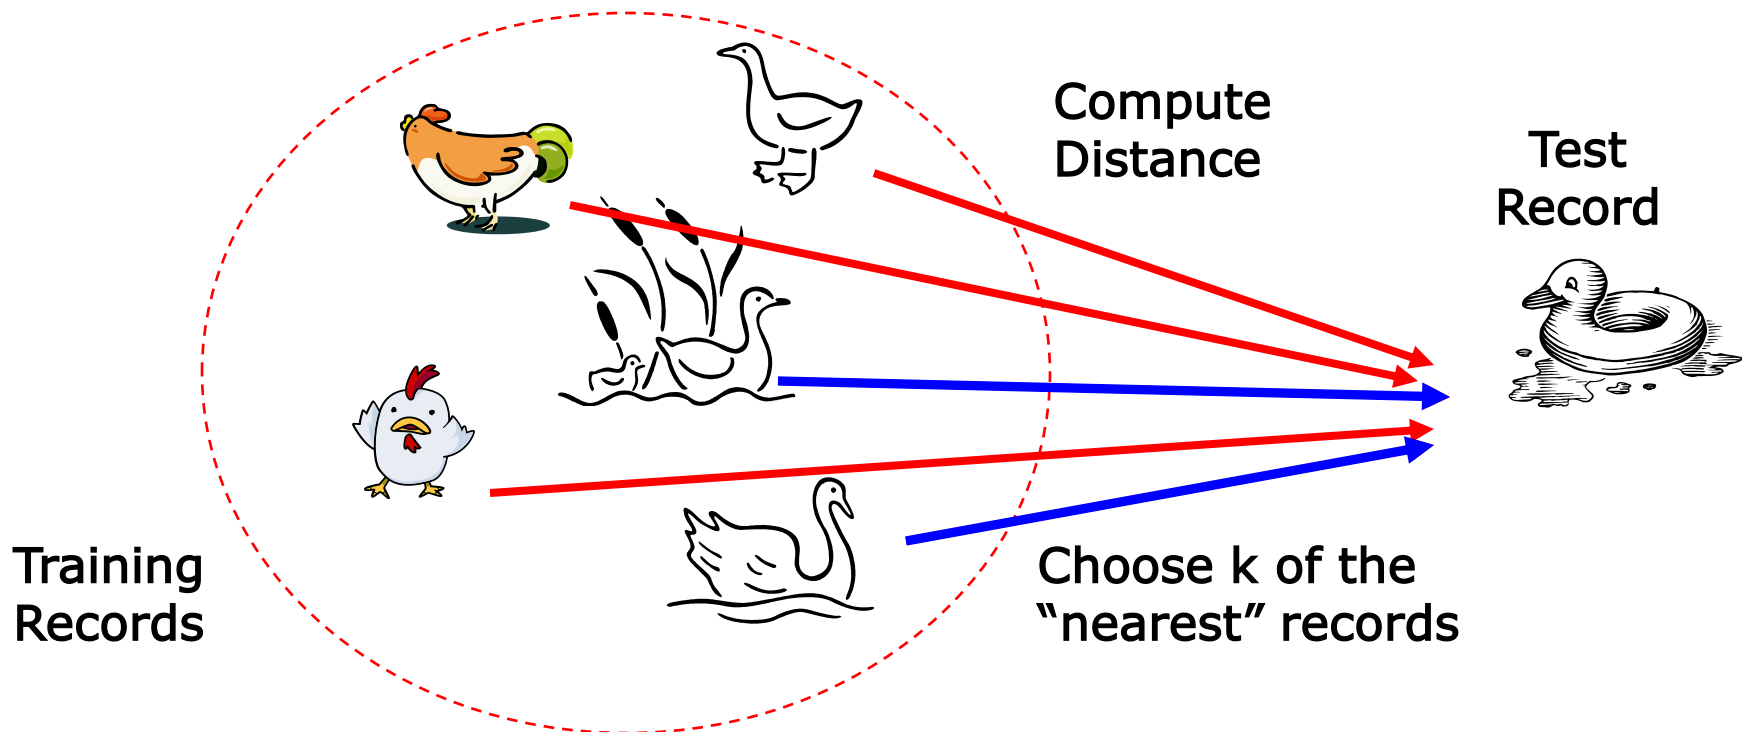 Compute
Distance
Test
Record
Training
Records
Choose k of the
“nearest” records